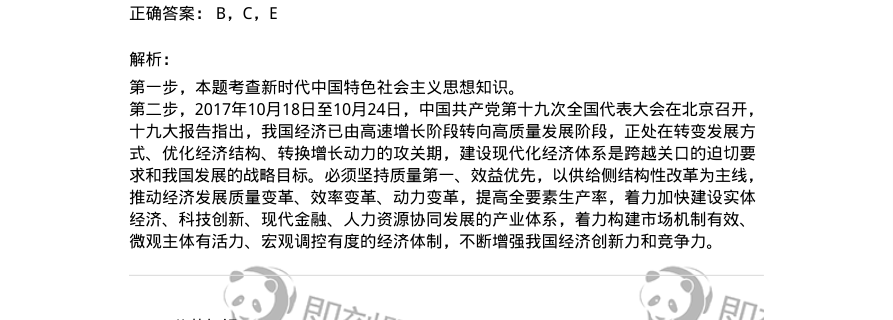 正确答案： B，C，E
解析：
第一步，本题考查新时代中国特色社会主义思想知识。
第二步，2017年10月18日至10月24日，中国共产党第十九次全国代表大会在北京召开，
十九大报告指出，我国经济已由高速增长阶段转向高质量发展阶段，正处在转变发展方
式、优化经济结构、转换增长动力的攻关期，建设现代化经济体系是跨越关口的迫切要
求和我国发展的战略目标。必须坚持质量第一、效益优先，以供给侧结构性改革为主线，
推动经济发展质量变革、效率变革、动力变革，提高全要素生产率，着力加快建设实体
经济、科技创新、现代金融、人力资源协同发展的产业体系，着力构建市场机制有效、
微观主体有活力、宏观调控有度的经济体制，不断增强我国经济创新力和竞争力。